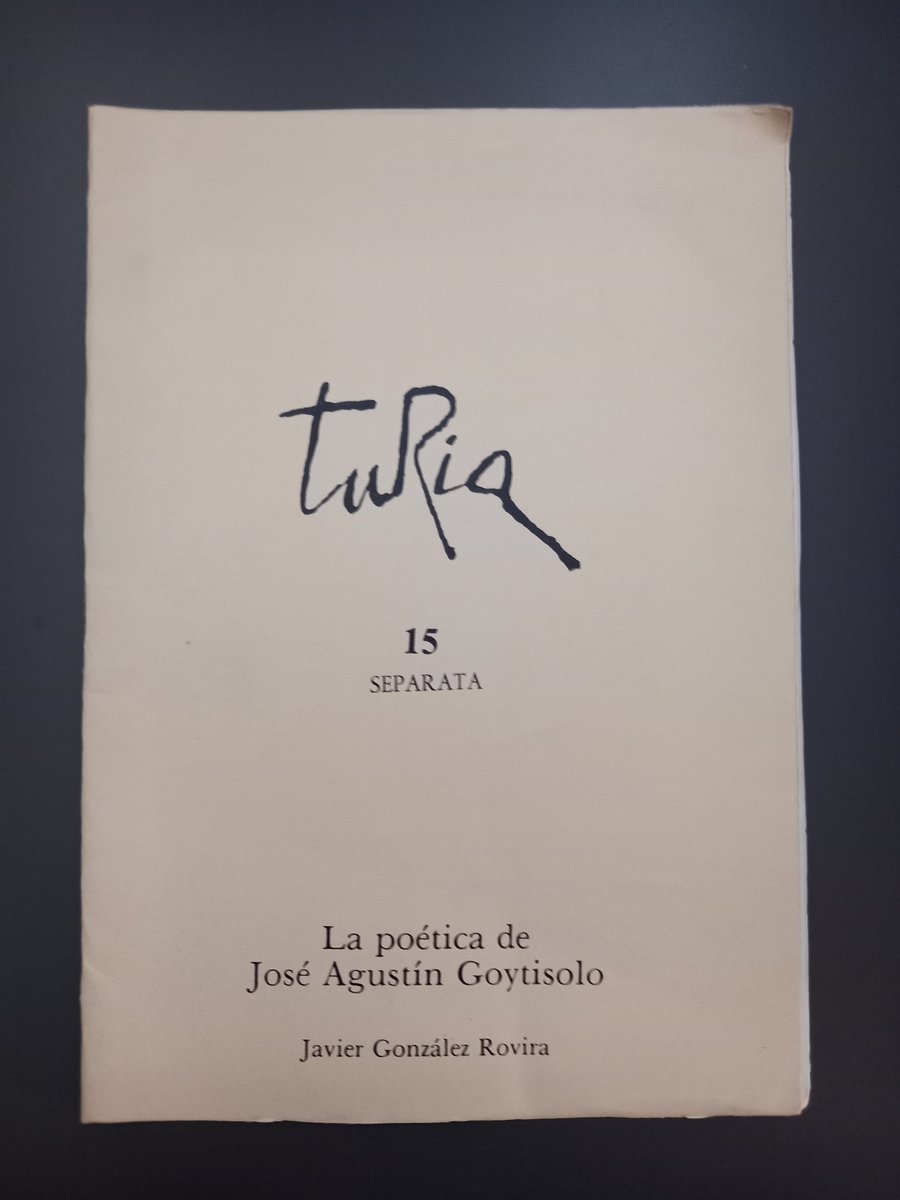 tuRia
15
SEPARATA
La poética de
José Agustín Goytisolo
Javier González Rovira